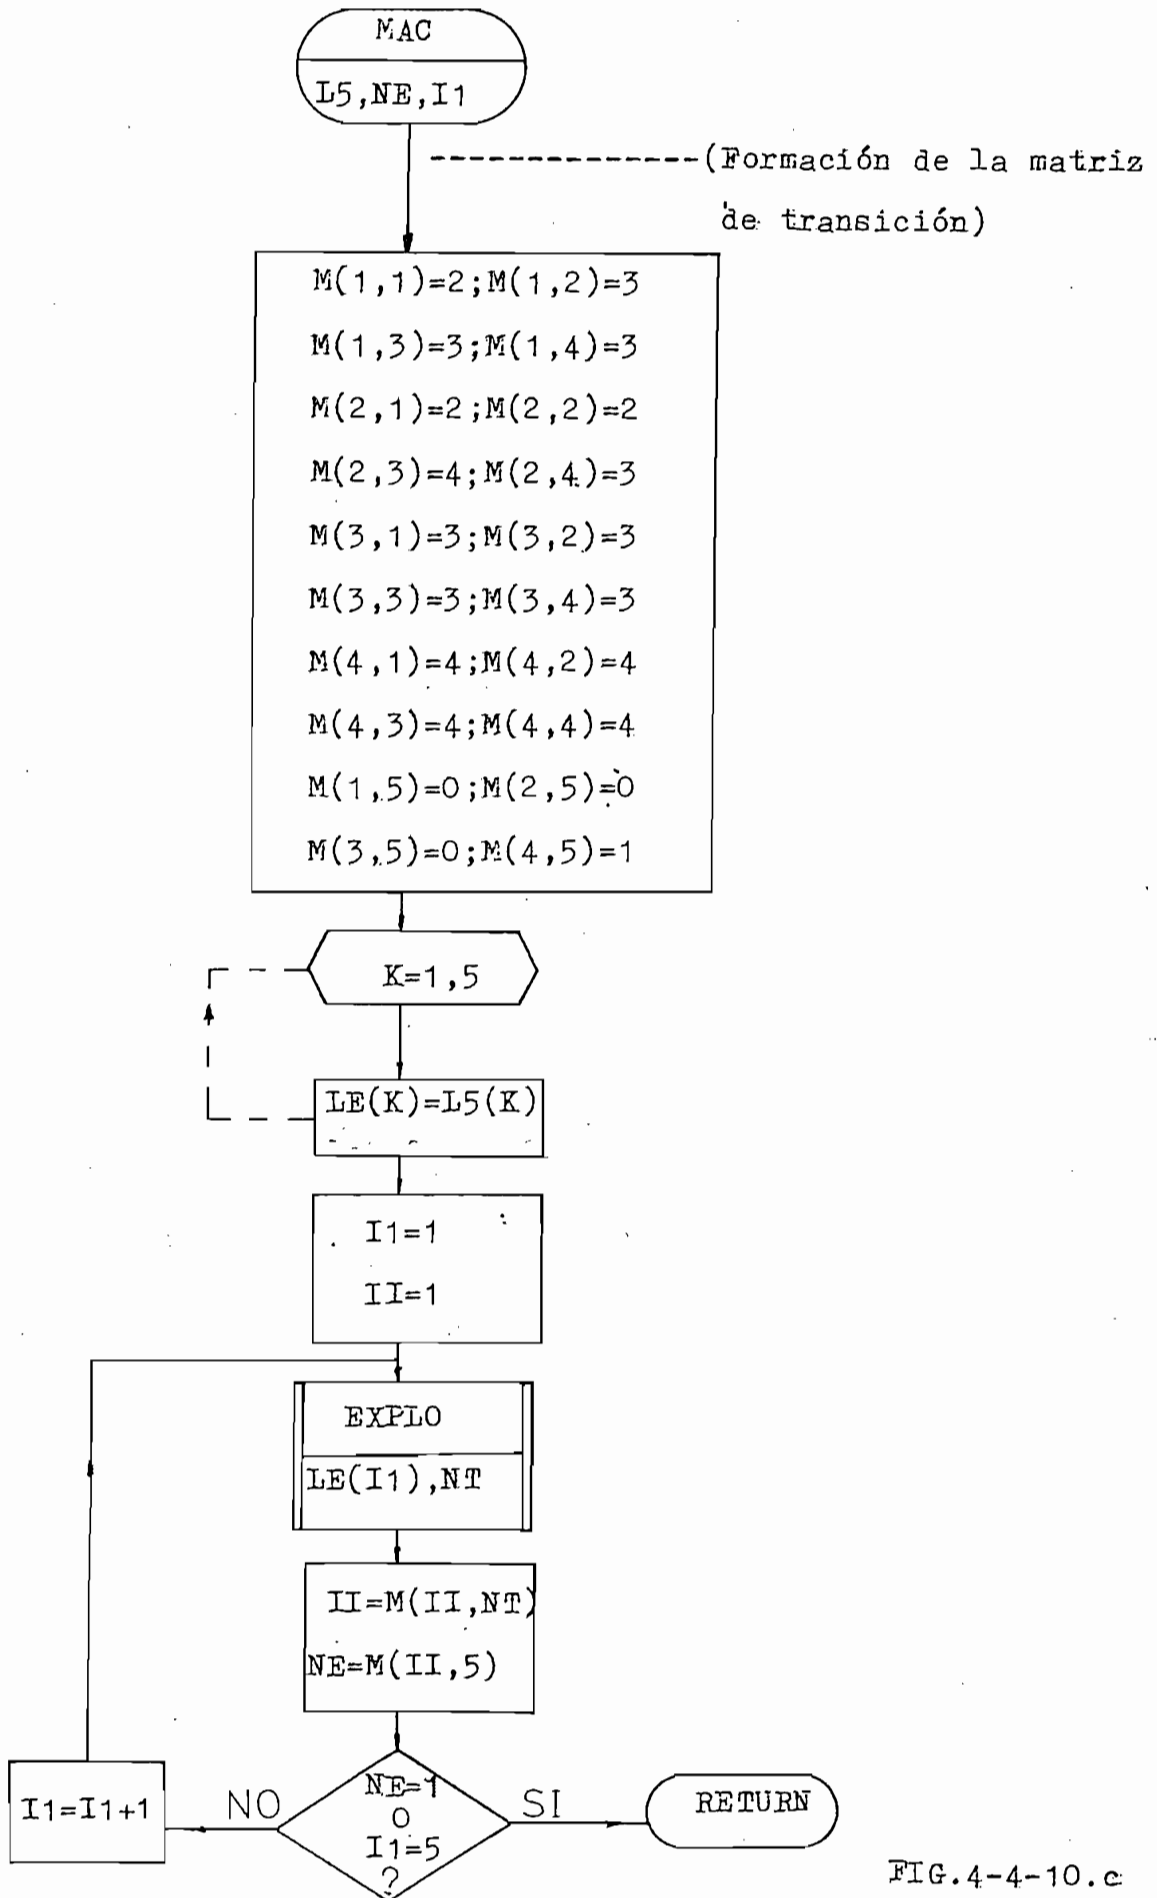 MAC
L5,NE,I1
(Formación de la matriz
de transición)
M(1,1)=2;M(1,2)=3
M(1,3)=3;M(1,4)=3
M(2,1)=2;M(2,2)=2
M(2,3)=4;M(2,4)=3
M(3,1)=3;M(3,2)=3
M(3,3)=3;M(3,4)=3
M(4,1)=4;M(4,2)=4
M(4,3)=4;M(4,4)=4
M(1,5)=0;M(2,5)=0
M(3,5)=0;M(4,5)=1
K=1,5
LE(K)=L5(K)
I1=1
II=1
EXPLO
LE(I1),NT
II=M(II,NT)
NE=M(II,5)
NE=1
O
I1=5
?
NO
SI
I1=I1+1
RETURN
FIG.4-4-10.c